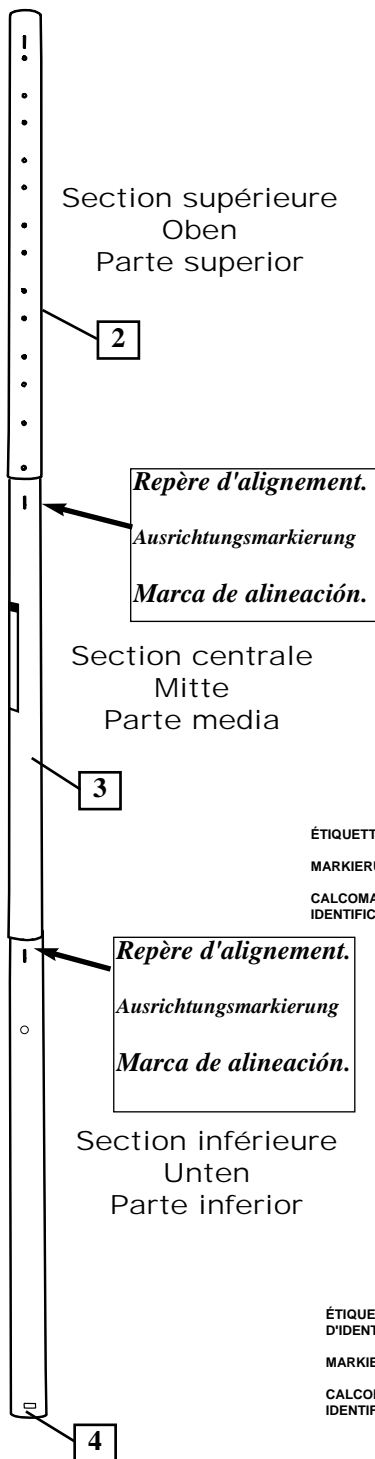 Section supérieure
Oben
Parte superior
2
Repère d'alignement.
Ausrichtungsmarkierung
Marca de alineación.
Section centrale
Mitte
Parte media
3
Repère d'alignement.
Ausrichtungsmarkierung
Marca de alineación.
Section inférieure
Unten
Parte inferior
4